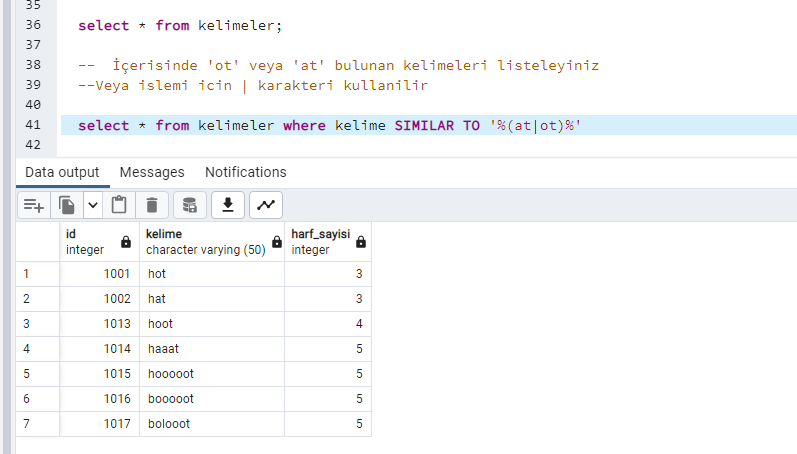 35
36 select * from kelimeler;
37
38 -- İçerisinde 'ot' veya 'at' bulunan kelimeleri listeleyiniz
39 --Veya islemi icin | karakteri kullanilir
40
41 select * from kelimeler where kelime SIMILAR TO '%(at|ot)%'
42
Data output Messages Notifications
id integer kelime character varying (50) harf_sayisi integer
1 1001 hot 3
2 1002 hat 3
3 1013 hoot 4
4 1014 haaat 5
5 1015 hooooot 5
6 1016 booooot 5
7 1017 bolooot 5